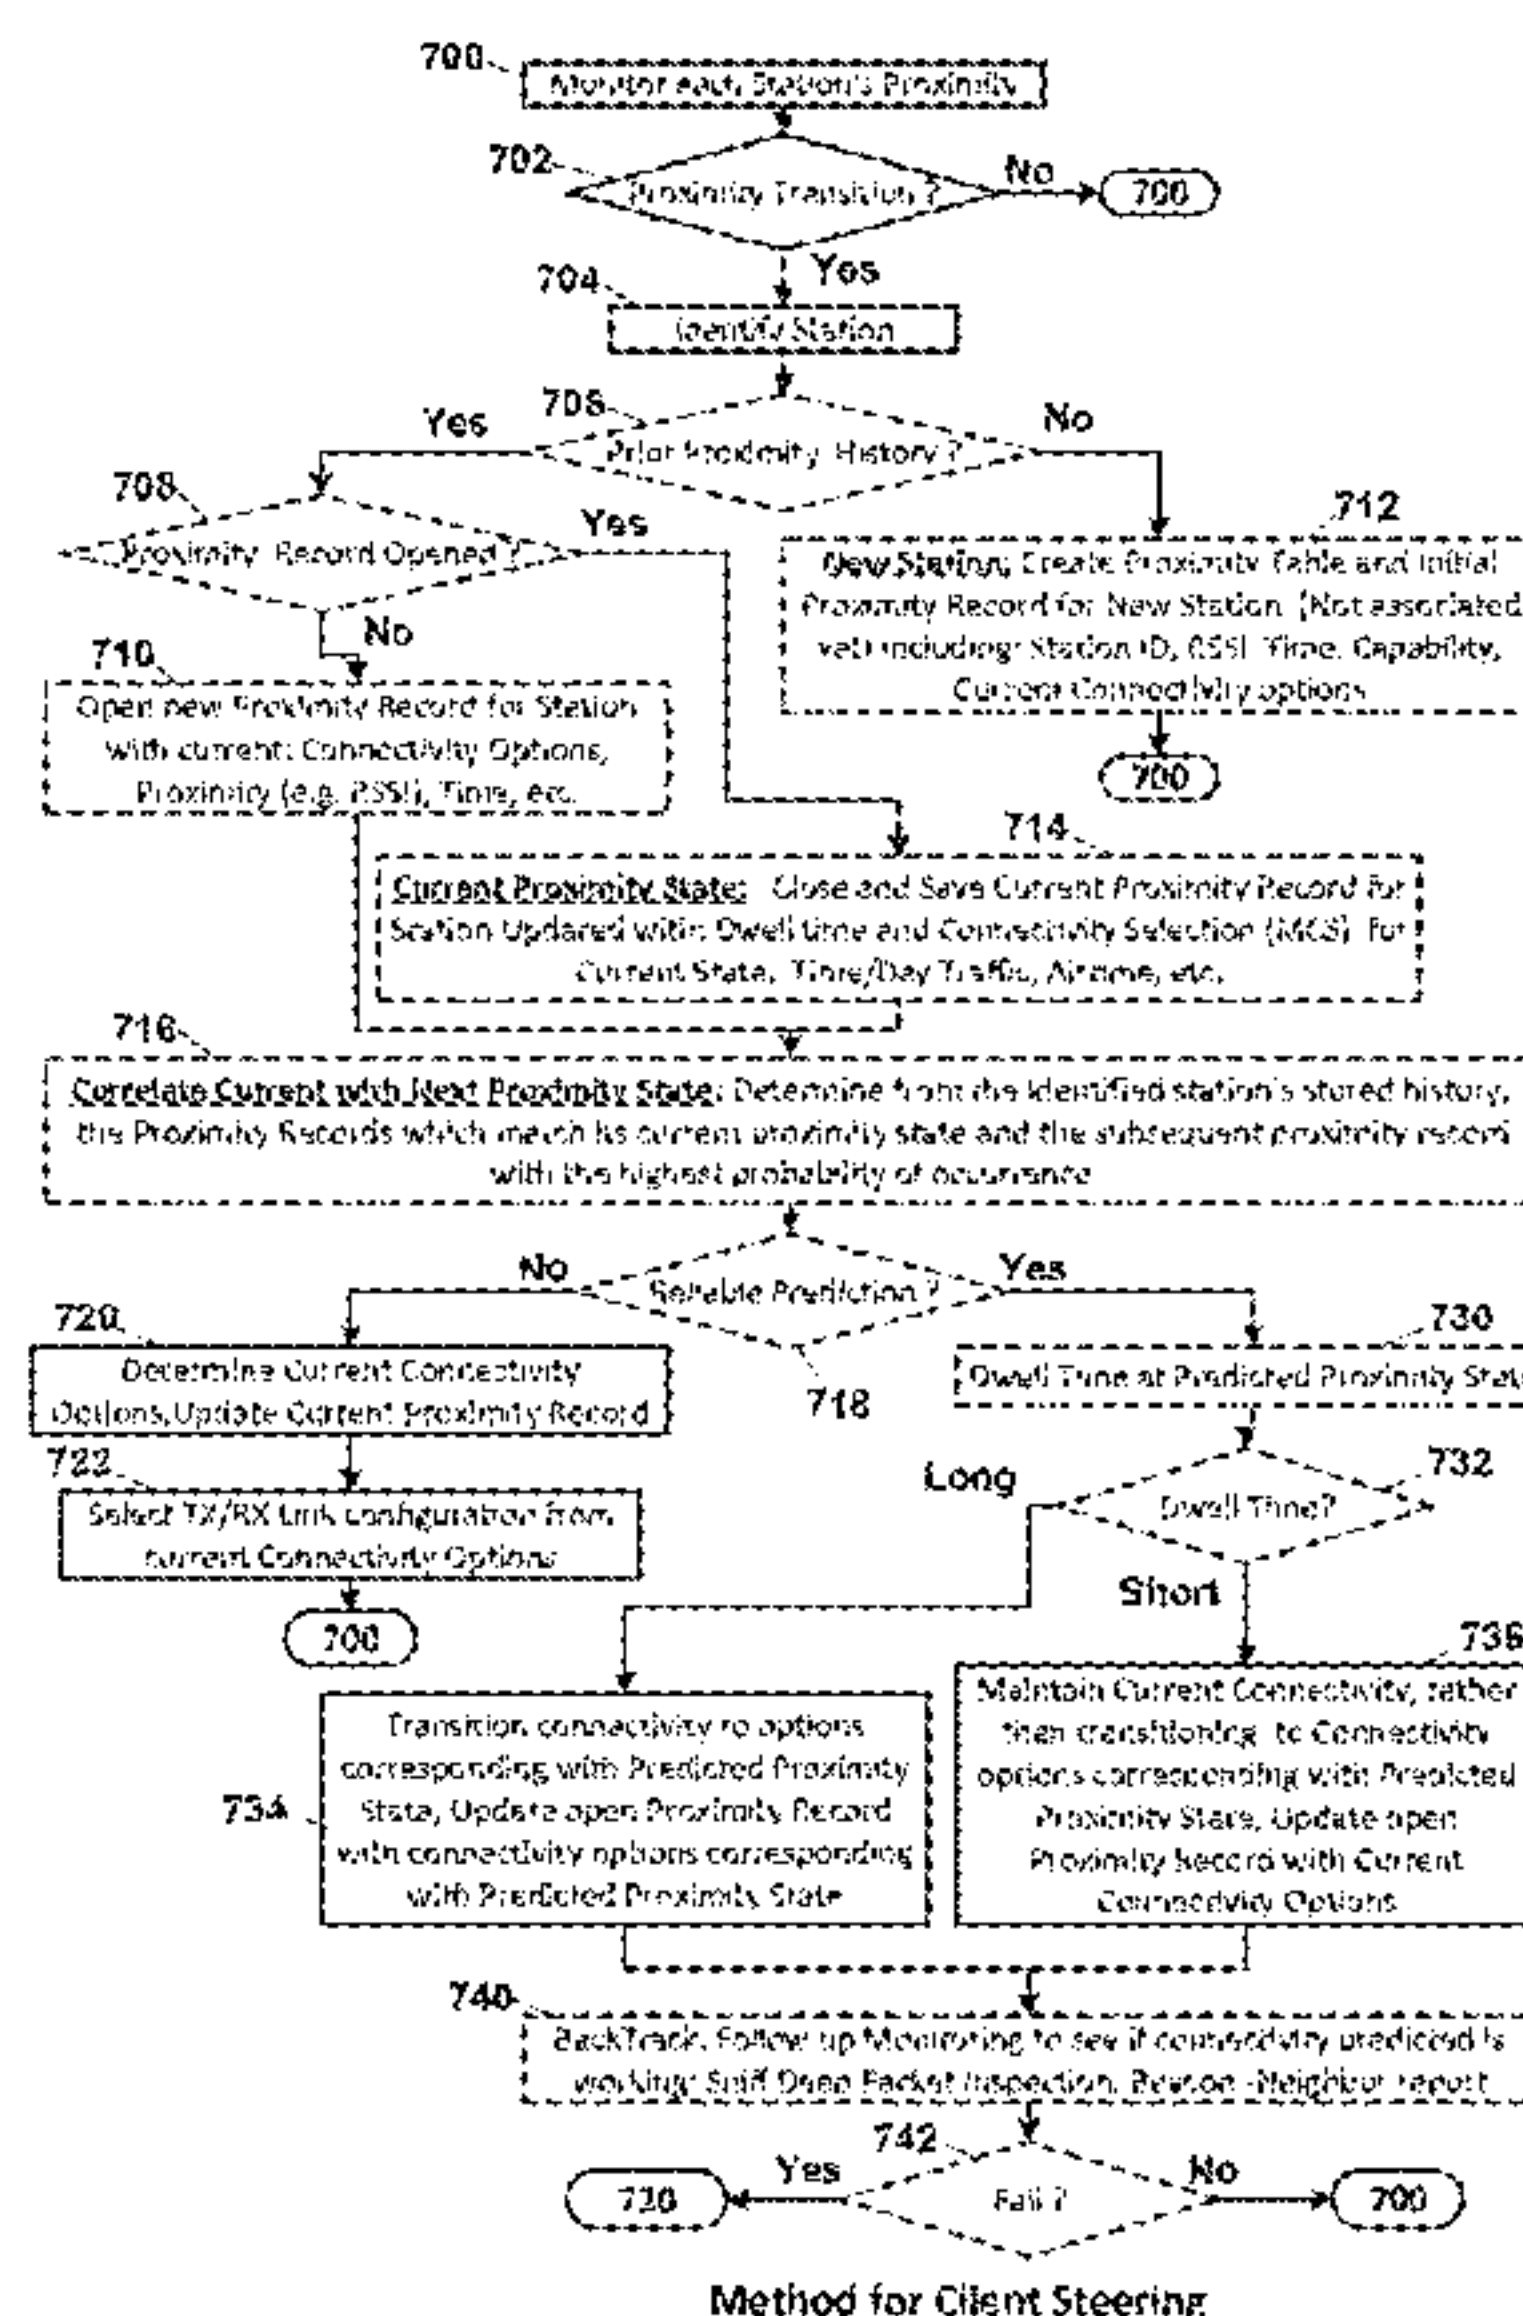 700
Monitor each Station's Proximity
702
Proximity Transition ?
No
700
Yes
704
Identify Station
706
Yes
Prior Proximity History ?
No
708
Proximity Record Opened ?
Yes
No
712
New Station: Create Proximity Table and Initial
Proximity Record for New Station (Not associated
yet) including: Station ID, RSSI Time, Capability,
Current Connectivity options
700
710
Open new Proximity Record for Station
with current: Connectivity Options,
Proximity (e.g. RSSI), Time, etc.
714
Current Proximity State: Close and Save Current Proximity Record for
Station Updated with: Dwell time and Connectivity Selection (MCS) for
Current State, Time/Day Traffic, Airtime, etc.
716
Correlate Current with Next Proximity State: Determine from the identified station's stored history,
the Proximity Records which match its current proximity state and the subsequent proximity record
with the highest probability of occurrence
No
Reliable Prediction ?
Yes
718
720
Determine Current Connectivity
Options, Update Current Proximity Record
722
Select TX/RX Link configuration from
current Connectivity Options
700
730
Dwell Time at Predicted Proximity State
732
Dwell Time?
Long
Short
734
Transition connectivity to options
corresponding with Predicted Proximity
State, Update open Proximity Record
with connectivity options corresponding
with Predicted Proximity State
736
Maintain Current Connectivity, rather
than transitioning to Connectivity
options corresponding with Predicted
Proximity State, Update open
Proximity Record with Current
Connectivity Options
740
BackTrack. Follow up Monitoring to see if connectivity predicted is
working: Sniff Deep Packet Inspection, Beacon -Neighbor report
742
Fail ?
Yes
720
No
700
Method for Client Steering